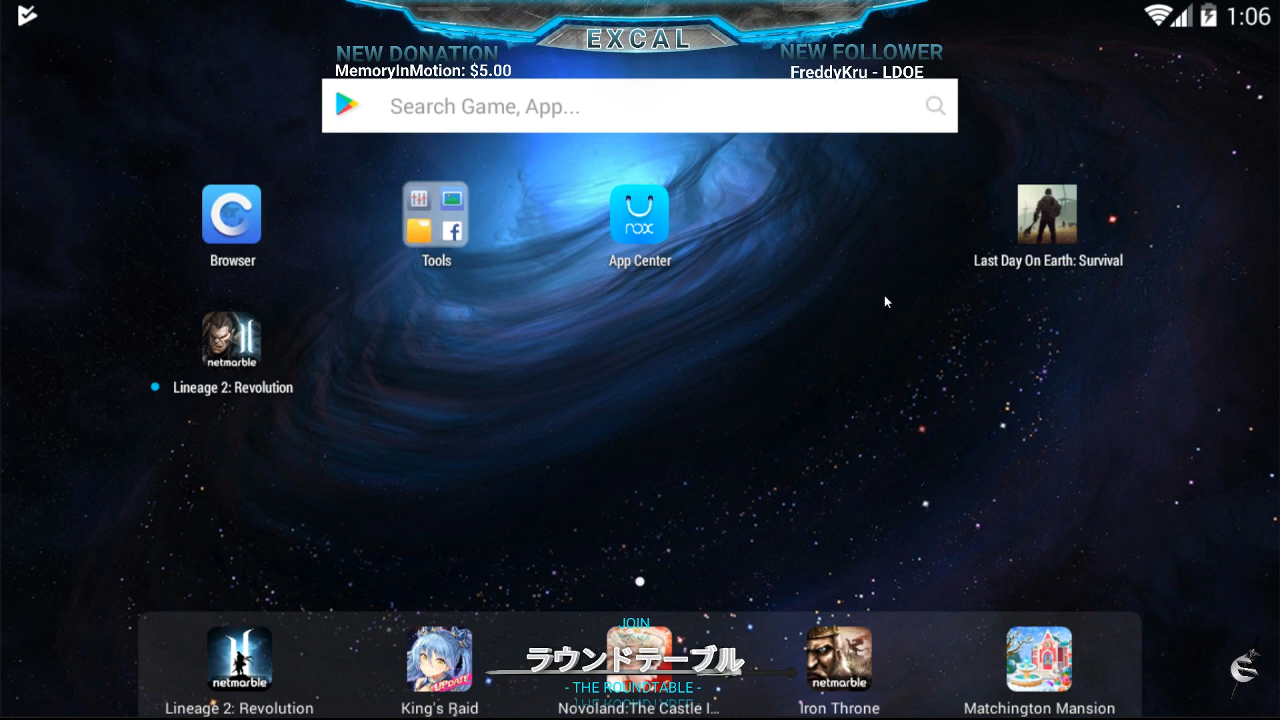 1:06
EXCAL
NEW DONATION
NEW FOLLOWER
MemoryInMotion: $5.00
FreddyKru - LDOE
Search Game, App...
nox
Browser
Tools
App Center
Last Day On Earth: Survival
netmarble
Lineage 2: Revolution
JOIN
ラウンドテーブル
netmarble
UPDATE
netmarble
- THE ROUNDTABLE -
Lineage 2: Revolution
King's Raid
Novoland:The Castle I...
Iron Throne
Matchington Mansion